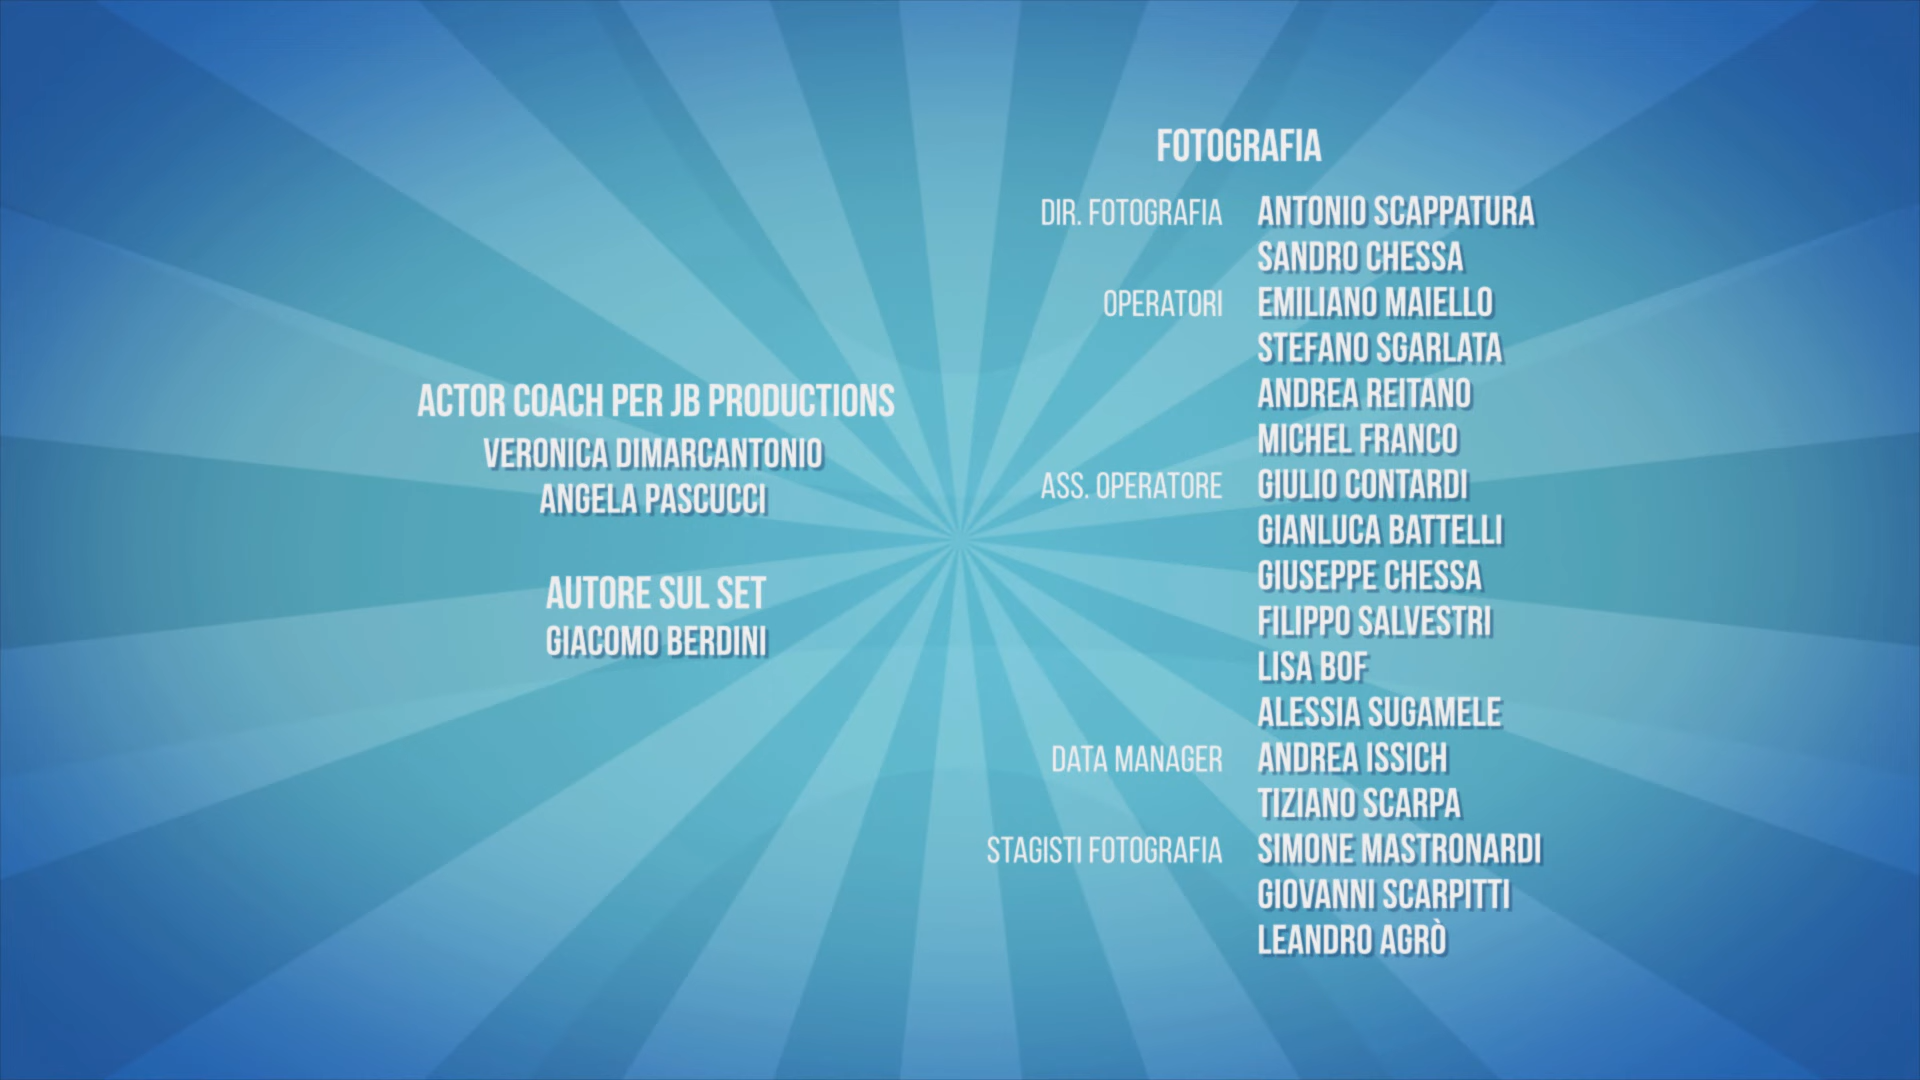 ACTOR COACH PER JB PRODUCTIONS
VERONICA DIMARCANTONIO
ANGELA PASCUCCI
AUTORE SUL SET
GIACOMO BERDINI
FOTOGRAFIA
DIR. FOTOGRAFIA ANTONIO SCAPPATURA
SANDRO CHESSA
OPERATORI EMILIANO MAIELLO
STEFANO SGARLATA
ANDREA REITANO
MICHEL FRANCO
ASS. OPERATORE GIULIO CONTARDI
GIANLUCA BATTELLI
GIUSEPPE CHESSA
FILIPPO SALVESTRI
LISA BOF
ALESSIA SUGAMELE
DATA MANAGER ANDREA ISSICH
TIZIANO SCARPA
STAGISTI FOTOGRAFIA SIMONE MASTRONARDI
GIOVANNI SCARPITTI
LEANDRO AGRÒ